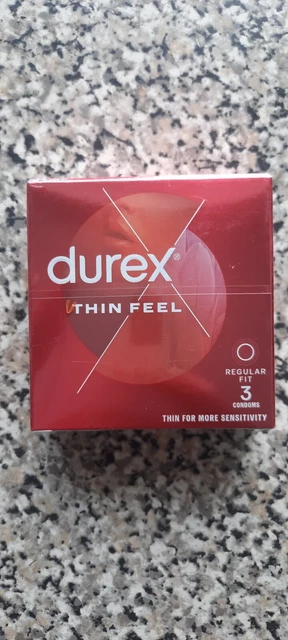 durex®
THIN FEEL
REGULAR
FIT
3
CONDOMS
THIN FOR MORE SENSITIVITY